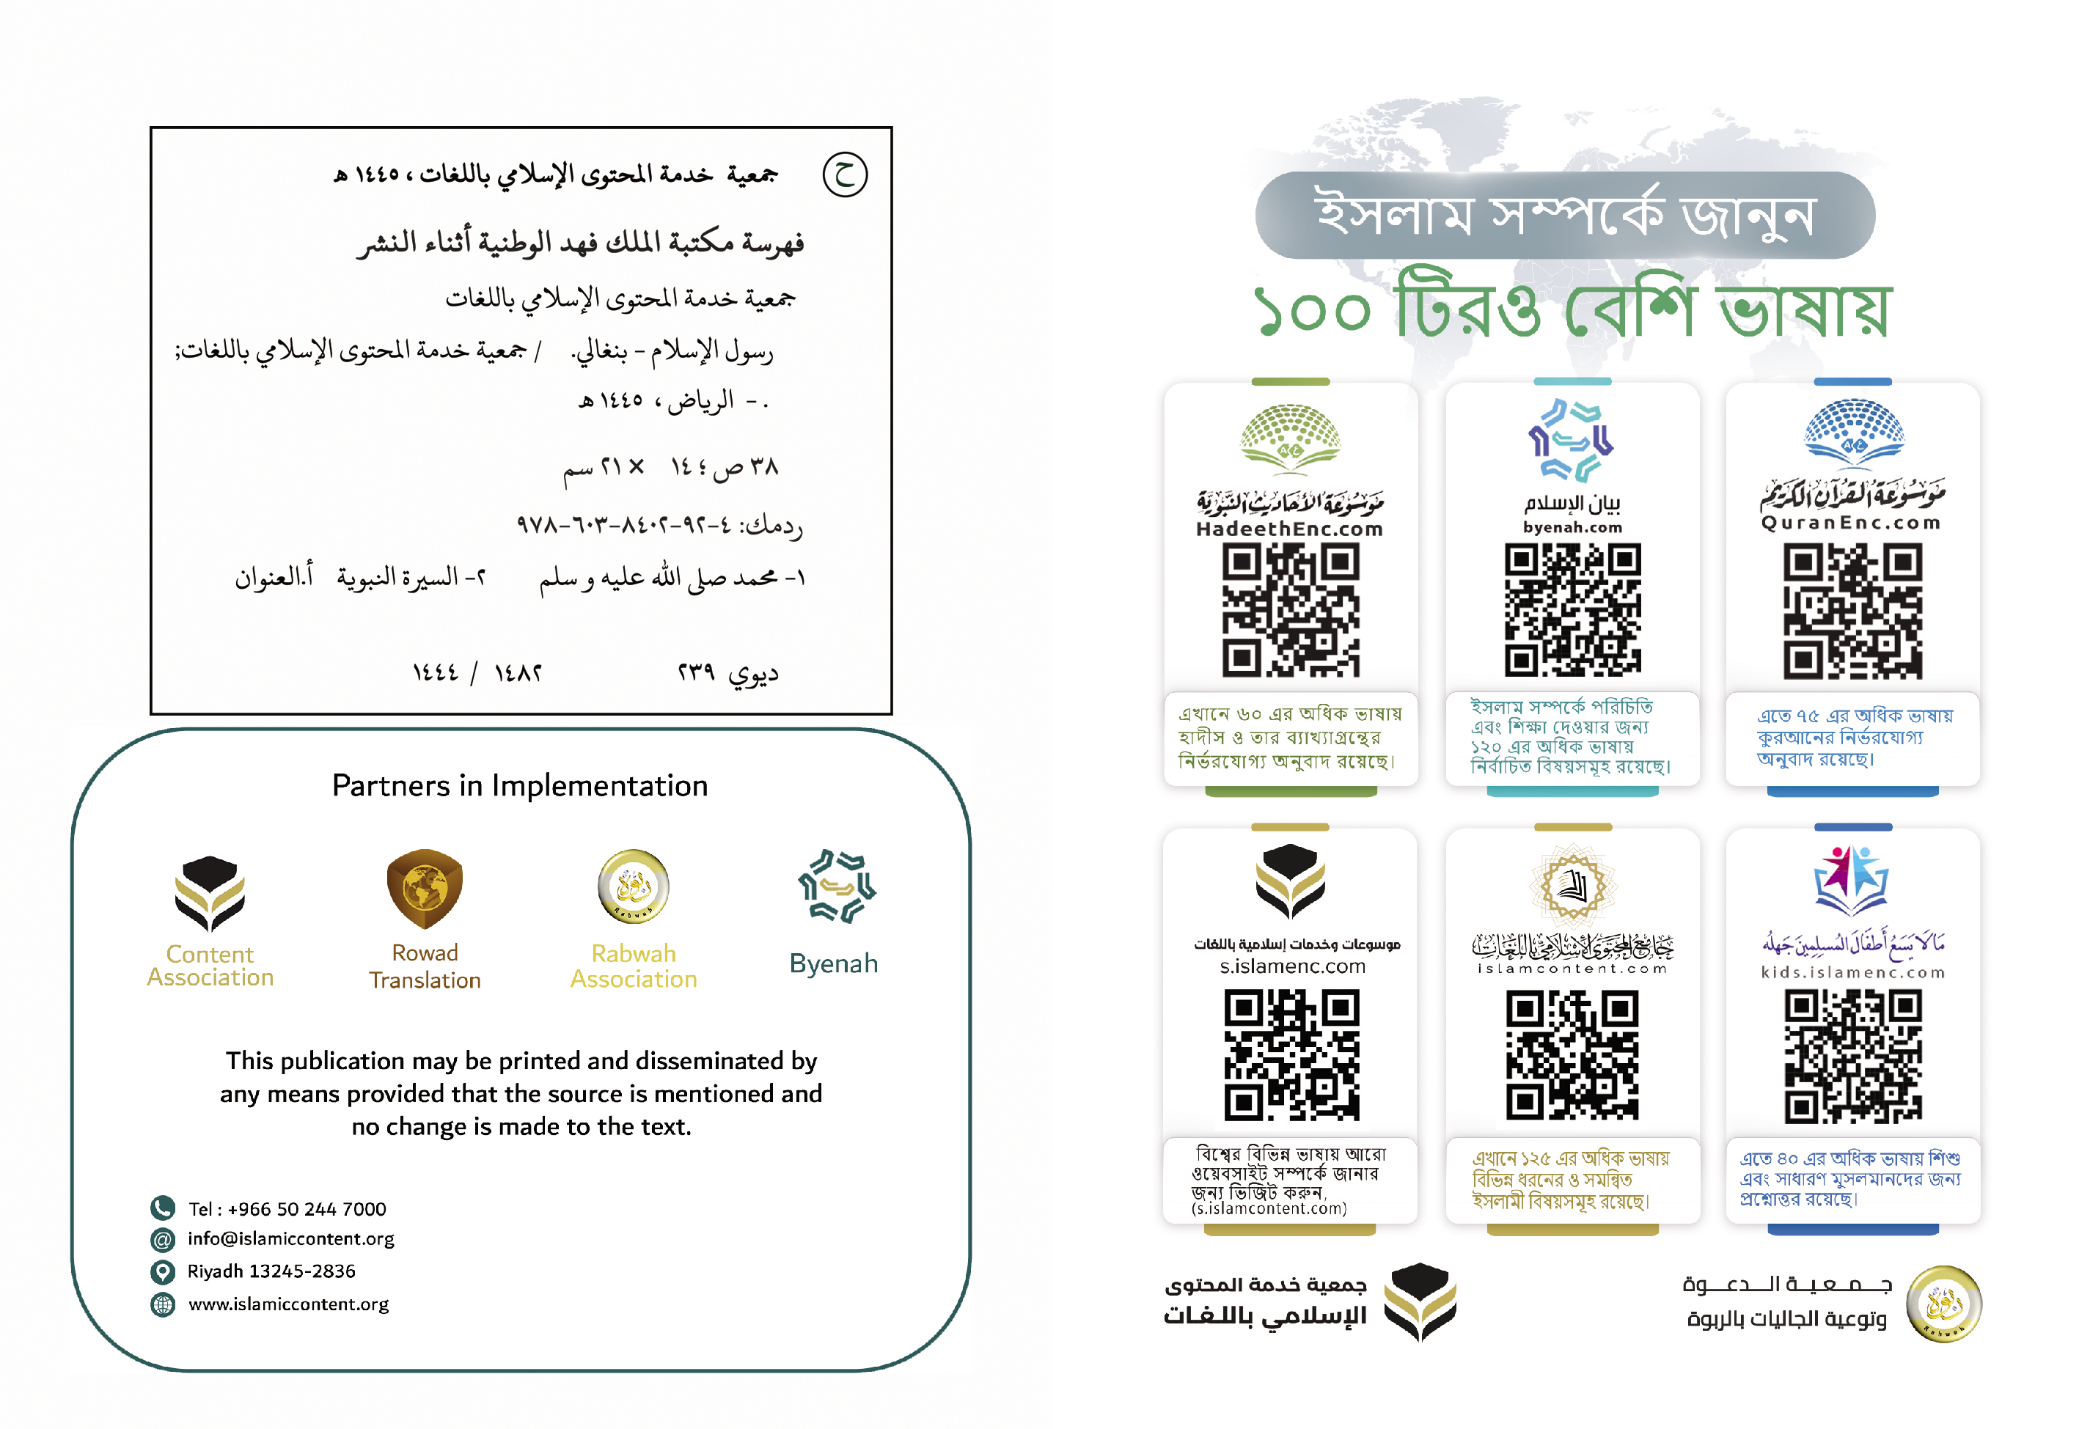 ح
جمعية خدمة المحتوى الإسلامي باللغات ، ١٤٤٥ هـ
فهرسة مكتبة الملك فهد الوطنية أثناء النشر
جمعية خدمة المحتوى الإسلامي باللغات
رسول الإسلام – بنغالي. / جمعية خدمة المحتوى الإسلامي باللغات;
. – الرياض ، ١٤٤٥ هـ
٣٨ ص ؛ ١٤ × ٢١ سم
ردمك: ٤-٩٢-٨٤٠٢-٦٠٣-٩٧٨
١- محمد صلى الله عليه و سلم ٢- السيرة النبوية أ.العنوان
ديوي ٢٣٩ ١٤٨٢ / ١٤٤٤
Partners in Implementation
Content
Association
Rowad
Translation
Rabwah
Association
Byenah
This publication may be printed and disseminated by
any means provided that the source is mentioned and
no change is made to the text.
Tel : +966 50 244 7000
info@islamiccontent.org
Riyadh 13245-2836
www.islamiccontent.org
ইসলাম সম্পর্কে জানুন
১০০ টিরও বেশি ভাষায়
موسوعة الأحاديث النبوية
HadeethEnc.com
এখানে ৬০ এর অধিক ভাষায়
হাদীস ও তার ব্যাখ্যাগ্রন্থের
নির্ভরযোগ্য অনুবাদ রয়েছে।
بيان الإسلام
byenah.com
ইসলাম সম্পর্কে পরিচিতি
এবং শিক্ষা দেওয়ার জন্য
১২০ এর অধিক ভাষায়
নির্বাচিত বিষয়সমূহ রয়েছে।
موسوعة القرآن الكريم
QuranEnc.com
এতে ৭৫ এর অধিক ভাষায়
কুরআনের নির্ভরযোগ্য
অনুবাদ রয়েছে।
موسوعات وخدمات إسلامية باللغات
s.islamenc.com
বিশ্বের বিভিন্ন ভাষায় আরো
ওয়েবসাইট সম্পর্কে জানার
জন্য ভিজিট করুন,
(s.islamcontent.com)
جامع المحتوى الإسلامي باللغات
islamcontent.com
এখানে ১২৫ এর অধিক ভাষায়
বিভিন্ন ধরনের ও সমন্বিত
ইসলামী বিষয়সমূহ রয়েছে।
مَا لَا يَسَعُ أَطْفَالَ المُسلِمِينَ جَهلُه
kids.islamenc.com
এতে ৪০ এর অধিক ভাষায় শিশু
এবং সাধারণ মুসলমানদের জন্য
প্রশ্নোত্তর রয়েছে।
جمعية خدمة المحتوى
الإسلامي باللغات
جمعية الدعوة
وتوعية الجاليات بالربوة